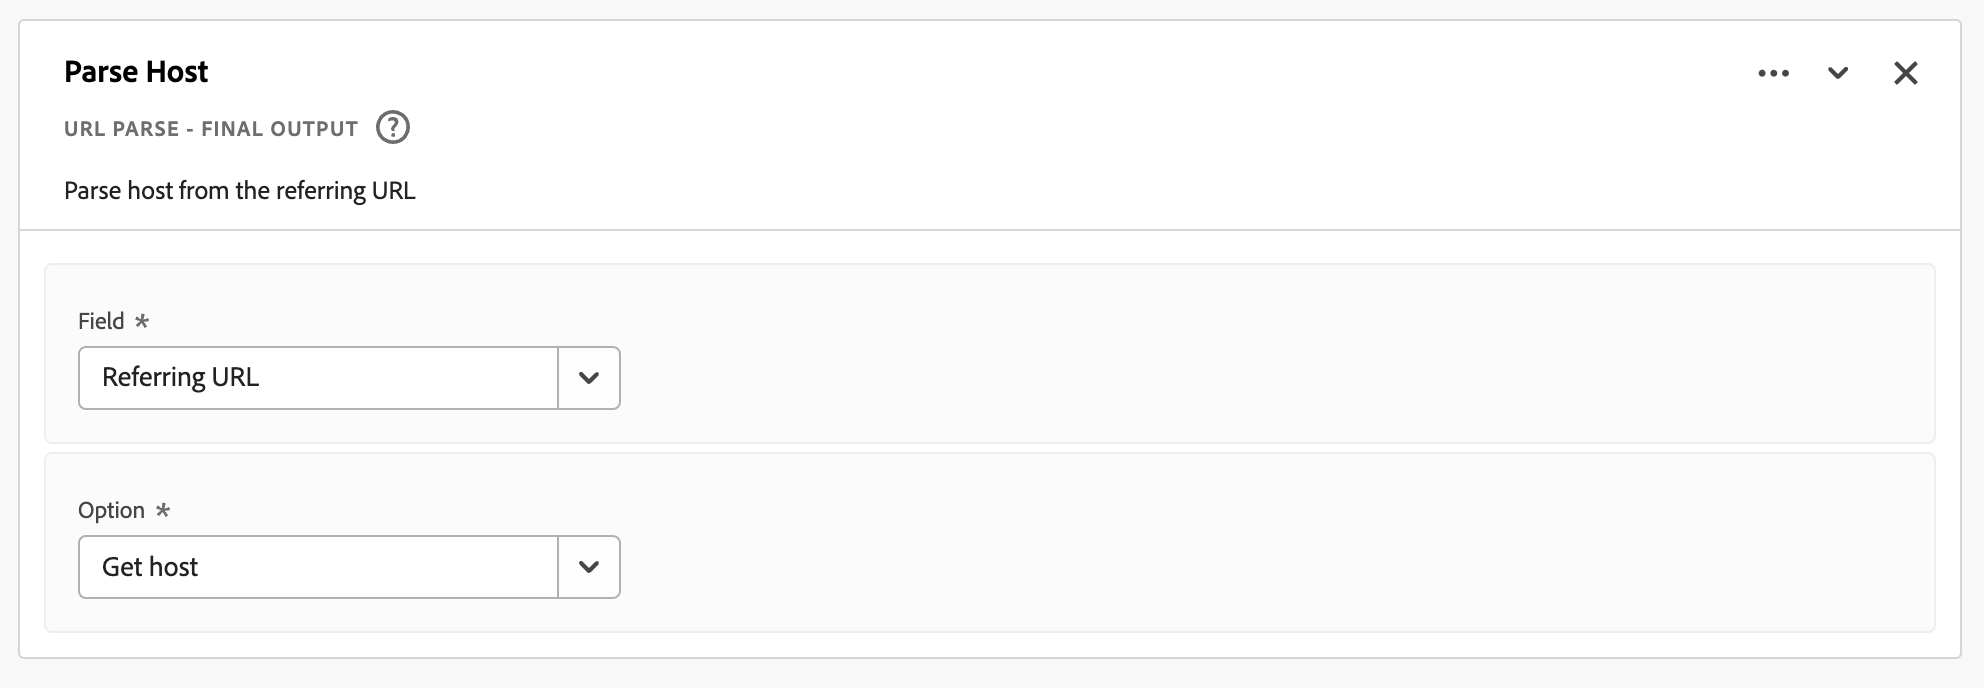 Parse Host
URL PARSE - FINAL OUTPUT ?
Parse host from the referring URL
Field *
Referring URL
Option *
Get host